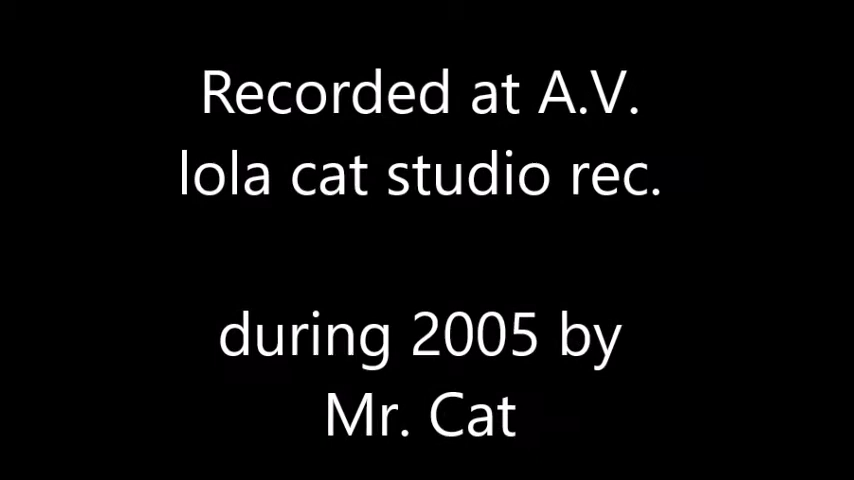 Recorded at A.V.
lola cat studio rec.
during 2005 by
Mr. Cat